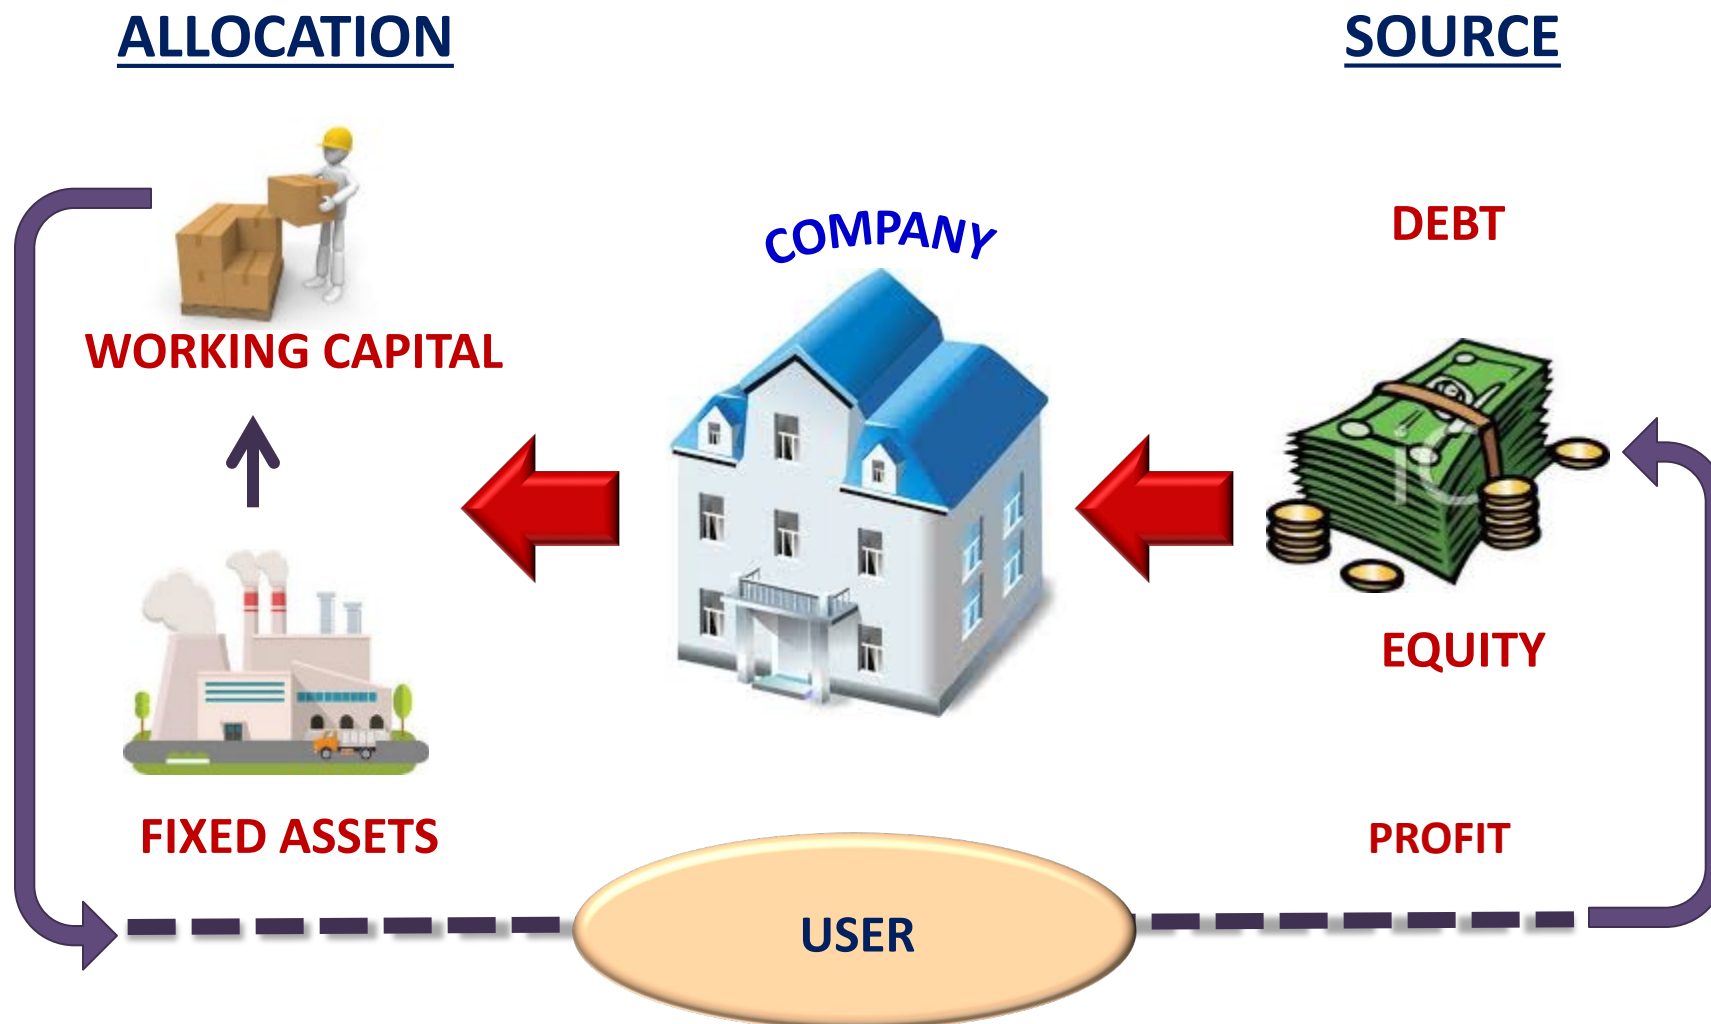 ALLOCATION
SOURCE
COMPANY
DEBT
WORKING CAPITAL
EQUITY
FIXED ASSETS
PROFIT
USER